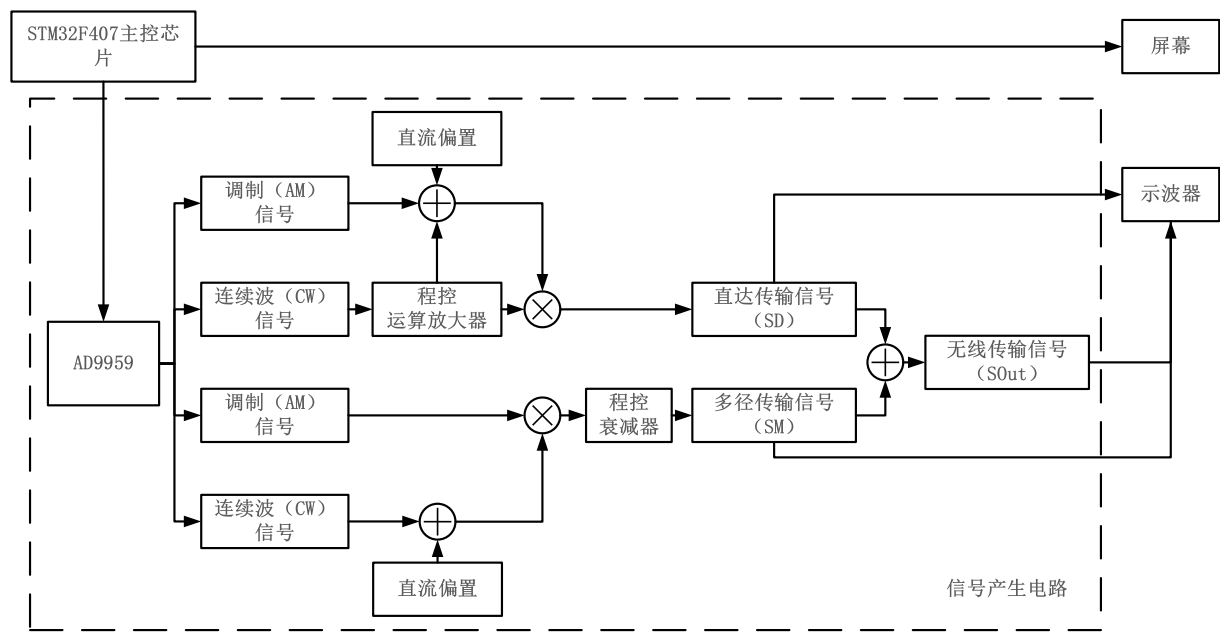 STM32F407主控芯
片
屏幕
直流偏置
调制（AM）
信号
示波器
连续波（CW）
信号
程控
运算放大器
直达传输信号
（SD）
AD9959
无线传输信号
（SOut）
调制（AM）
信号
程控
衰减器
多径传输信号
（SM）
连续波（CW）
信号
直流偏置
信号产生电路